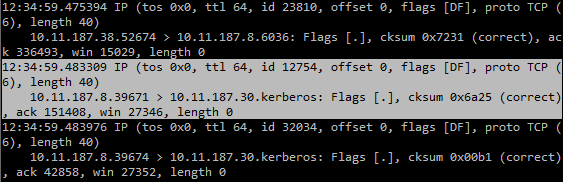 12:34:59.475394 IP (tos 0x0, ttl 64, id 23810, offset 0, flags [DF], proto TCP (
6), length 40)
    10.11.187.38.52674 > 10.11.187.8.6036: Flags [.], cksum 0x7231 (correct), ac
k 336493, win 15029, length 0
12:34:59.483309 IP (tos 0x0, ttl 64, id 12754, offset 0, flags [DF], proto TCP (
6), length 40)
    10.11.187.8.39671 > 10.11.187.30.kerberos: Flags [.], cksum 0x6a25 (correct)
, ack 151408, win 27346, length 0
12:34:59.483976 IP (tos 0x0, ttl 64, id 32034, offset 0, flags [DF], proto TCP (
6), length 40)
    10.11.187.8.39674 > 10.11.187.30.kerberos: Flags [.], cksum 0x00b1 (correct)
, ack 42858, win 27352, length 0